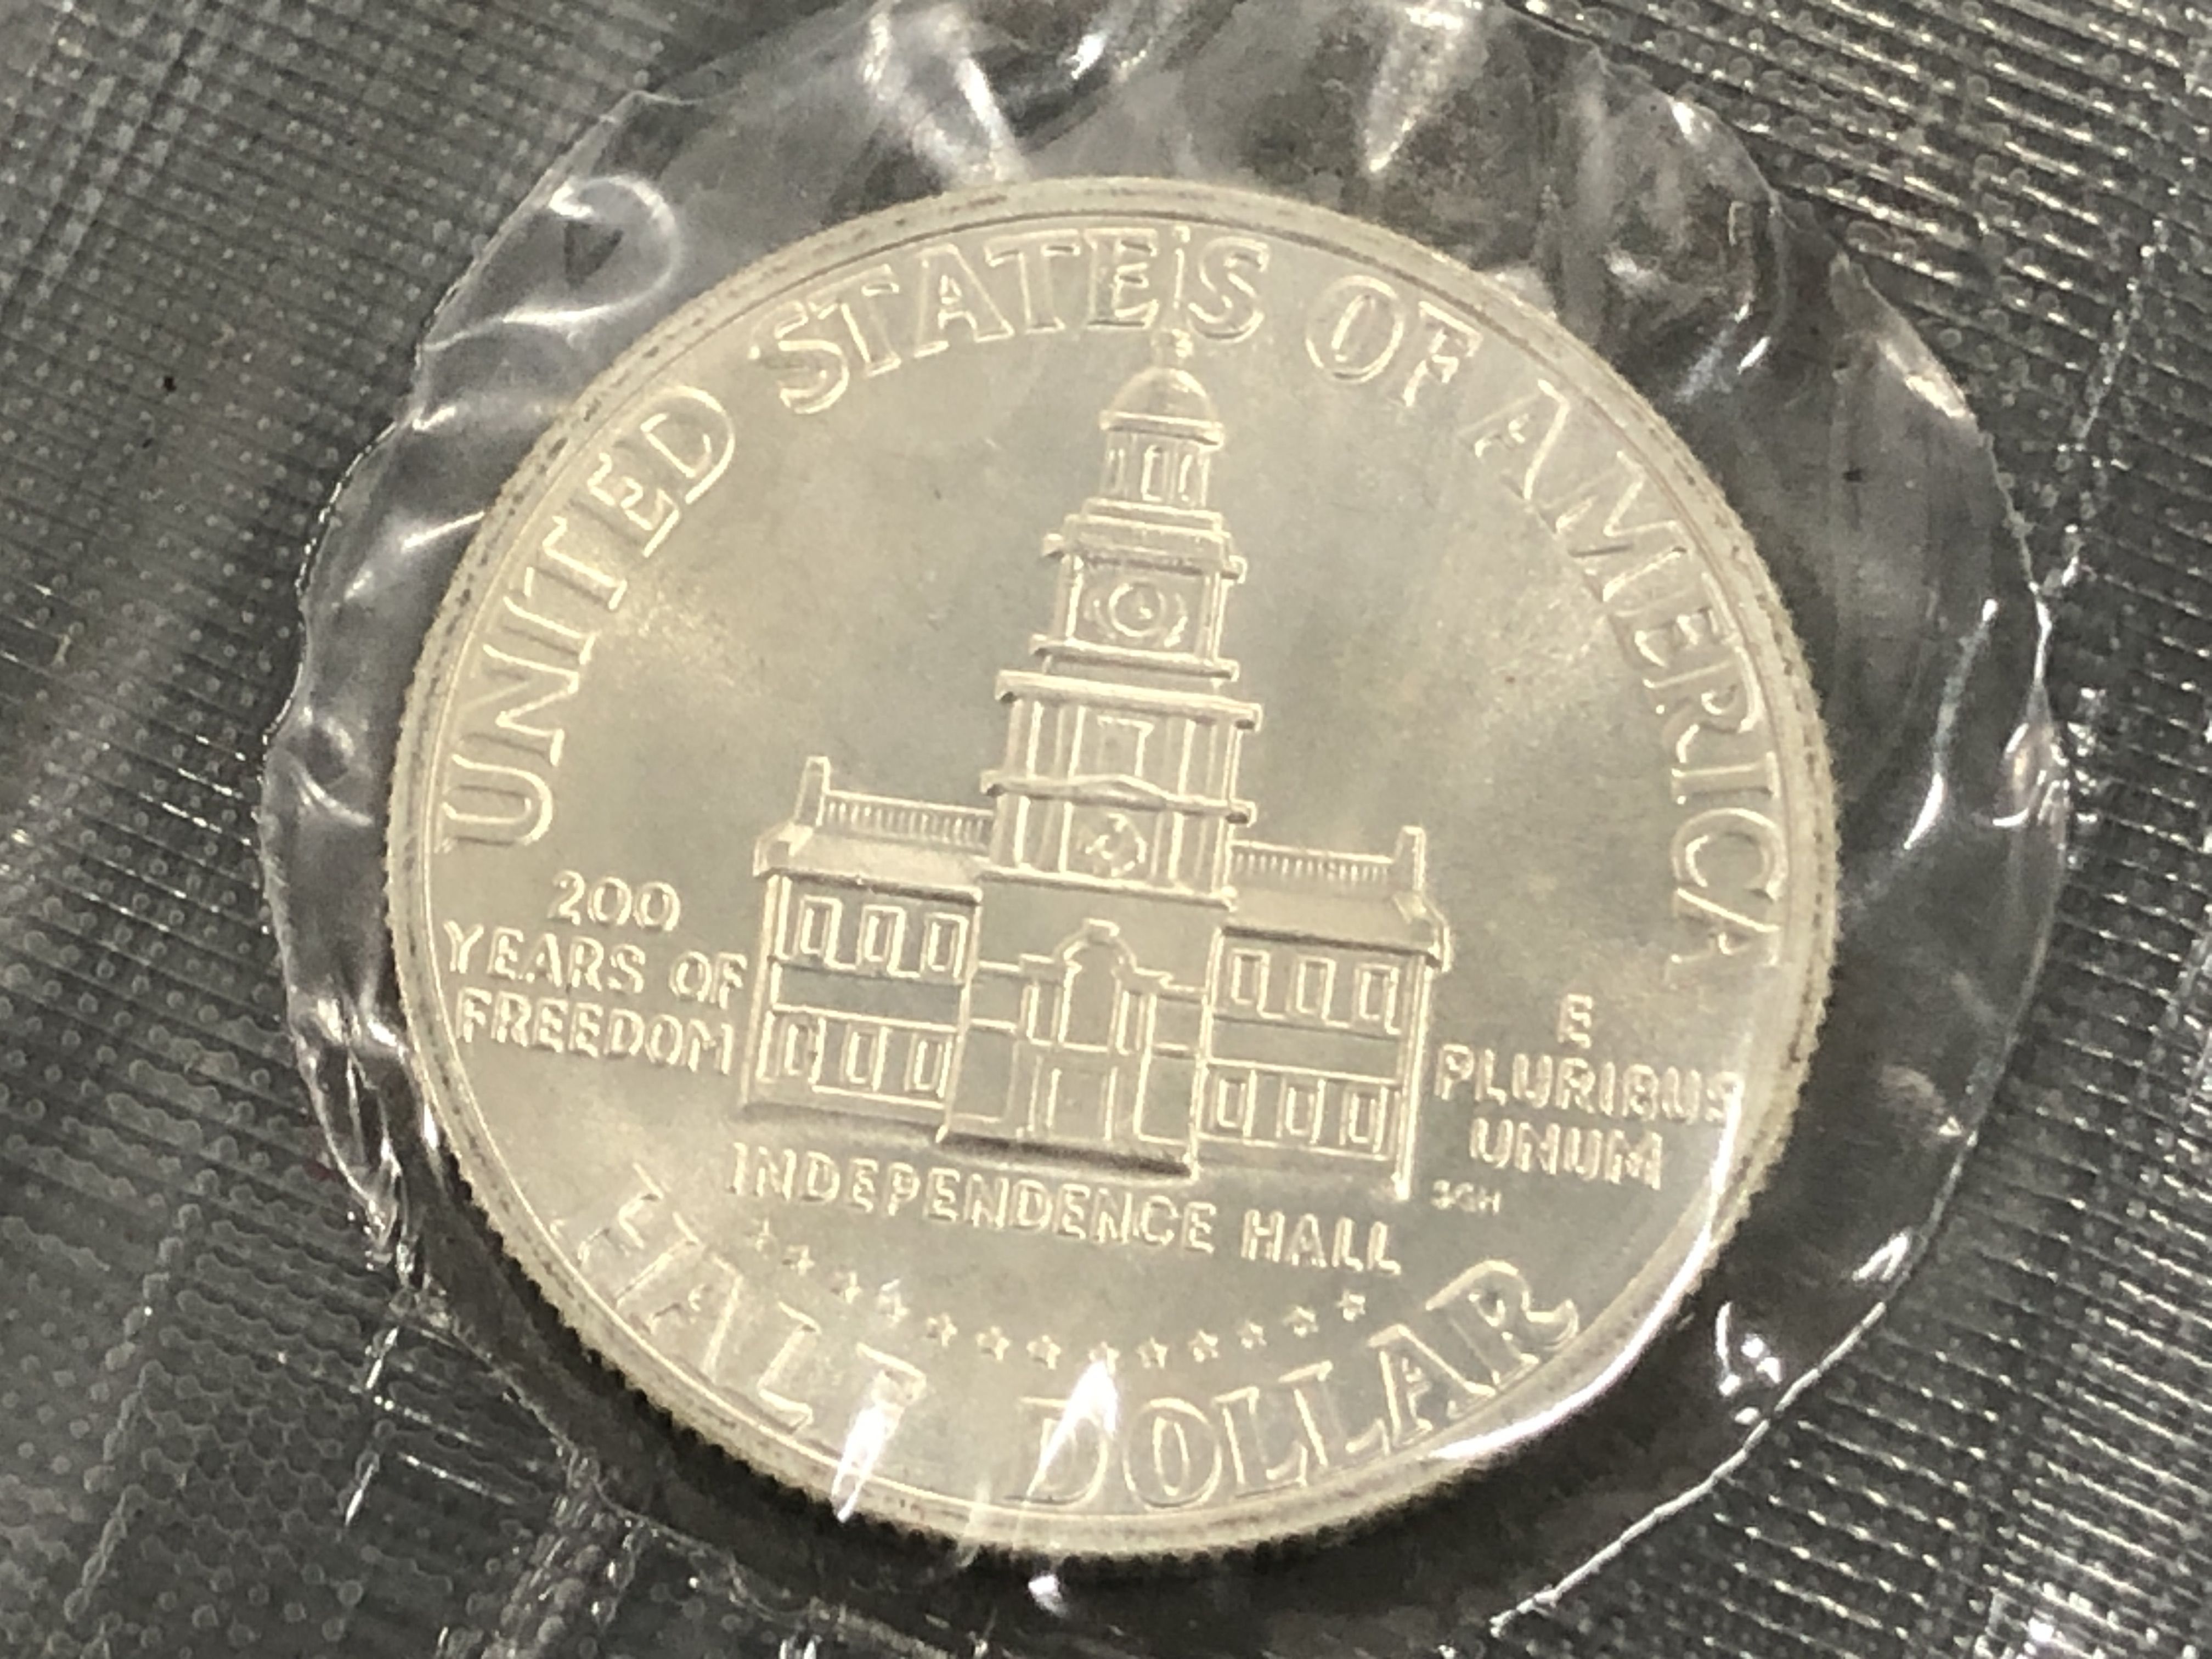 UNITED STATES OF AMERICA
200
YEARS OF
FREEDOM
E
PLURIBUS
UNUM
SGH
INDEPENDENCE HALL
HALF DOLLAR